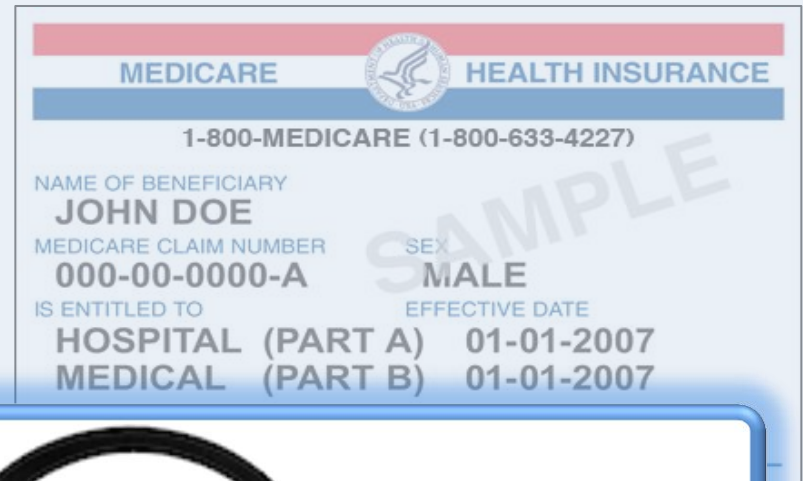 MEDICARE HEALTH INSURANCE
1-800-MEDICARE (1-800-633-4227)
NAME OF BENEFICIARY
JOHN DOE
MEDICARE CLAIM NUMBER SEX
000-00-0000-A MALE
IS ENTITLED TO EFFECTIVE DATE
HOSPITAL (PART A) 01-01-2007
MEDICAL (PART B) 01-01-2007
SAMPLE